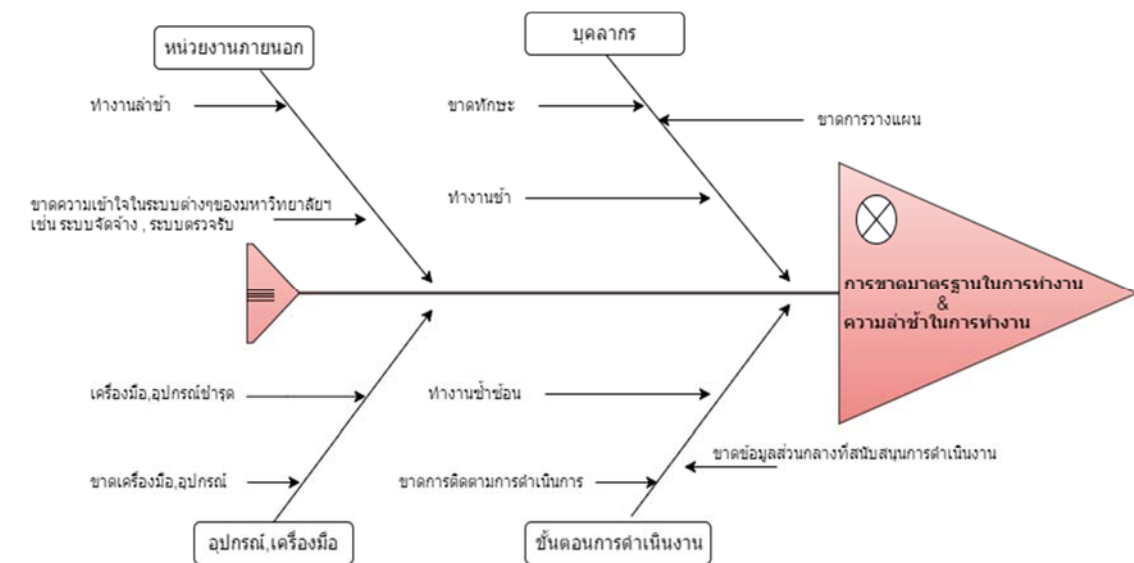 หน่วยงานภายนอก
ทำงานล่าช้า
ขาดความเข้าใจในระบบต่างๆของมหาวิทยาลัยฯ
เช่น ระบบจัดจ้าง , ระบบตรวจรับ
บุคลากร
ขาดทักษะ
ขาดการวางแผน
ทำงานช้า
การขาดมาตรฐานในการทำงาน
&
ความล่าช้าในการทำงาน
เครื่องมือ,อุปกรณ์ชำรุด
ขาดเครื่องมือ,อุปกรณ์
อุปกรณ์,เครื่องมือ
ทำงานซ้ำซ้อน
ขาดข้อมูลส่วนกลางที่สนับสนุนการดำเนินงาน
ขาดการติดตามการดำเนินการ
ขั้นตอนการดำเนินงาน